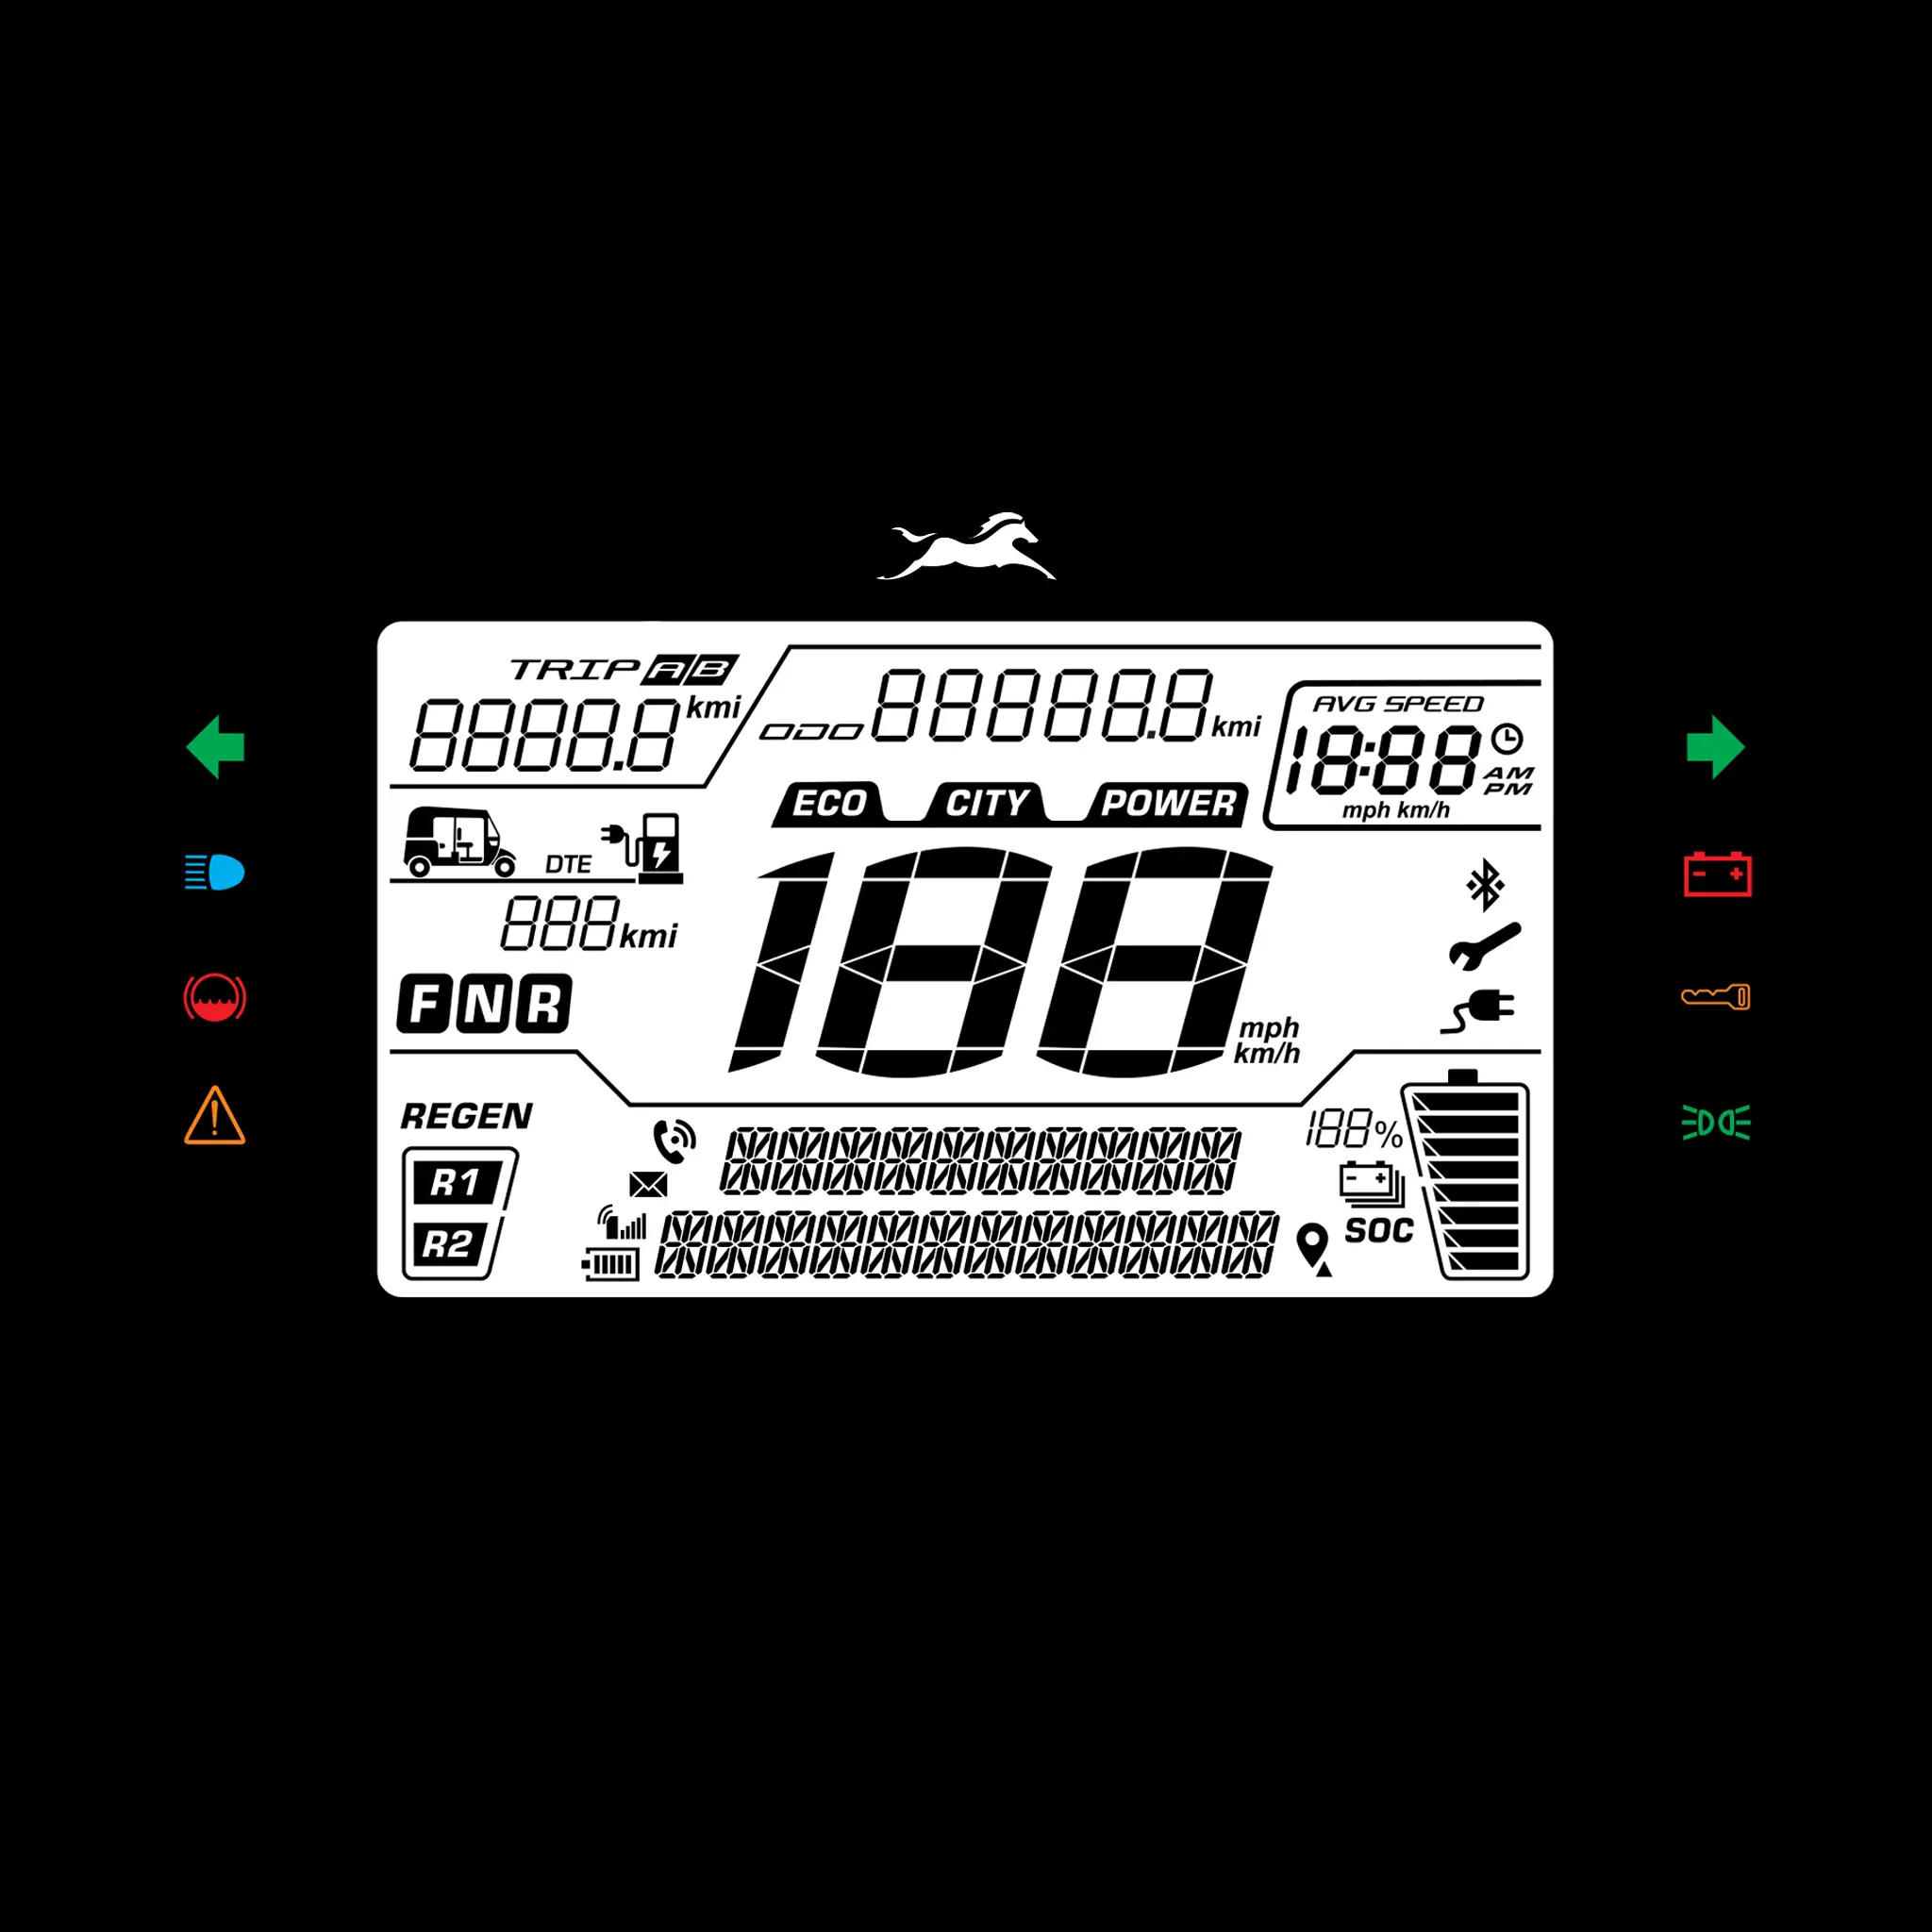 TRIP A B
8888.8 kmi
ODO 88888.8 kmi
AVG SPEED
18:88
AM
PM
mph km/h
ECO CITY POWER
DTE
888 kmi
F N R
188
mph
km/h
REGEN
R1
R2
188%
SOC